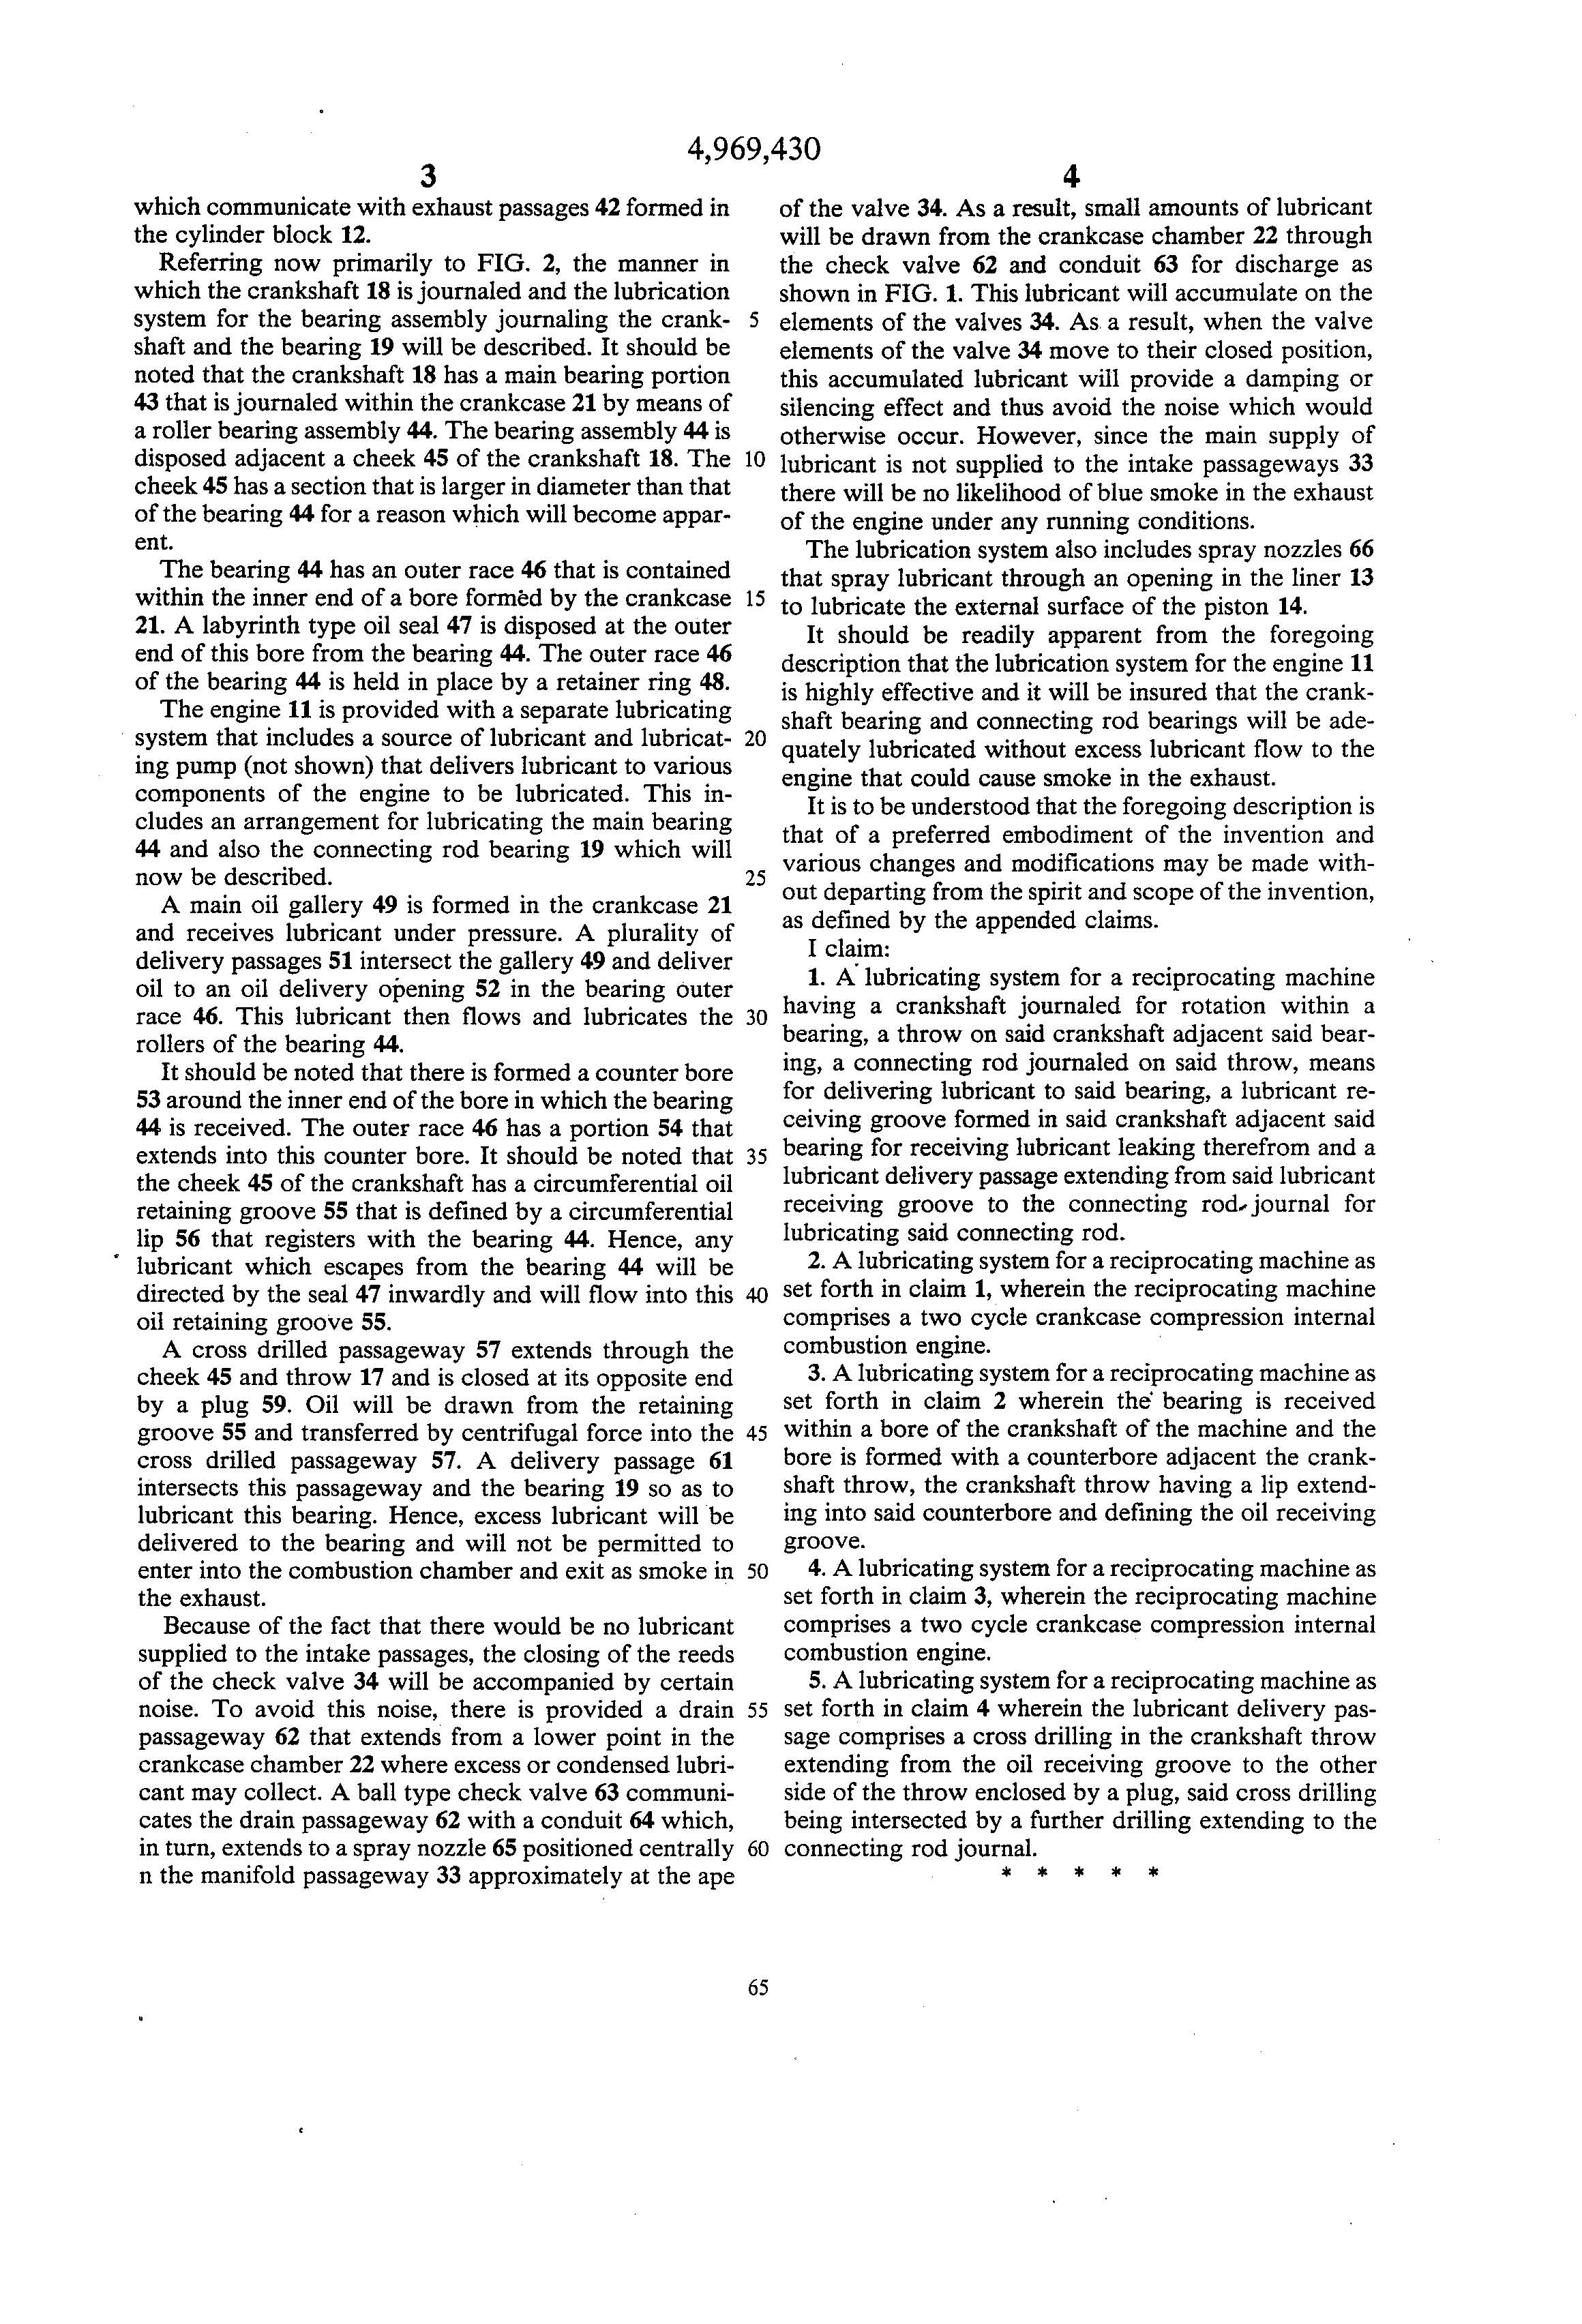 4,969,430
3
which communicate with exhaust passages 42 formed in
the cylinder block 12.
Referring now primarily to FIG. 2, the manner in
which the crankshaft 18 is journaled and the lubrication
system for the bearing assembly journaling the crank-
5
shaft and the bearing 19 will be described. It should be
noted that the crankshaft 18 has a main bearing portion
43 that is journaled within the crankcase 21 by means of
a roller bearing assembly 44. The bearing assembly 44 is
disposed adjacent a cheek 45 of the crankshaft 18. The
10
cheek 45 has a section that is larger in diameter than that
of the bearing 44 for a reason which will become appar-
ent.
The bearing 44 has an outer race 46 that is contained
within the inner end of a bore formed by the crankcase
15
21. A labyrinth type oil seal 47 is disposed at the outer
end of this bore from the bearing 44. The outer race 46
of the bearing 44 is held in place by a retainer ring 48.
The engine 11 is provided with a separate lubricating
system that includes a source of lubricant and lubricat-
20
ing pump (not shown) that delivers lubricant to various
components of the engine to be lubricated. This in-
cludes an arrangement for lubricating the main bearing
44 and also the connecting rod bearing 19 which will
now be described.
25
A main oil gallery 49 is formed in the crankcase 21
and receives lubricant under pressure. A plurality of
delivery passages 51 intersect the gallery 49 and deliver
oil to an oil delivery opening 52 in the bearing outer
race 46. This lubricant then flows and lubricates the
30
rollers of the bearing 44.
It should be noted that there is formed a counter bore
53 around the inner end of the bore in which the bearing
44 is received. The outer race 46 has a portion 54 that
extends into this counter bore. It should be noted that
35
the cheek 45 of the crankshaft has a circumferential oil
retaining groove 55 that is defined by a circumferential
lip 56 that registers with the bearing 44. Hence, any
lubricant which escapes from the bearing 44 will be
directed by the seal 47 inwardly and will flow into this
40
oil retaining groove 55.
A cross drilled passageway 57 extends through the
cheek 45 and throw 17 and is closed at its opposite end
by a plug 59. Oil will be drawn from the retaining
groove 55 and transferred by centrifugal force into the
45
cross drilled passageway 57. A delivery passage 61
intersects this passageway and the bearing 19 so as to
lubricant this bearing. Hence, excess lubricant will be
delivered to the bearing and will not be permitted to
enter into the combustion chamber and exit as smoke in
50
the exhaust.
Because of the fact that there would be no lubricant
supplied to the intake passages, the closing of the reeds
of the check valve 34 will be accompanied by certain
noise. To avoid this noise, there is provided a drain
55
passageway 62 that extends from a lower point in the
crankcase chamber 22 where excess or condensed lubri-
cant may collect. A ball type check valve 63 communi-
cates the drain passageway 62 with a conduit 64 which,
in turn, extends to a spray nozzle 65 positioned centrally
60
n the manifold passageway 33 approximately at the ape
65
4
of the valve 34. As a result, small amounts of lubricant
will be drawn from the crankcase chamber 22 through
the check valve 62 and conduit 63 for discharge as
shown in FIG. 1. This lubricant will accumulate on the
elements of the valves 34. As a result, when the valve
elements of the valve 34 move to their closed position,
this accumulated lubricant will provide a damping or
silencing effect and thus avoid the noise which would
otherwise occur. However, since the main supply of
lubricant is not supplied to the intake passageways 33
there will be no likelihood of blue smoke in the exhaust
of the engine under any running conditions.
The lubrication system also includes spray nozzles 66
that spray lubricant through an opening in the liner 13
to lubricate the external surface of the piston 14.
It should be readily apparent from the foregoing
description that the lubrication system for the engine 11
is highly effective and it will be insured that the crank-
shaft bearing and connecting rod bearings will be ade-
quately lubricated without excess lubricant flow to the
engine that could cause smoke in the exhaust.
It is to be understood that the foregoing description is
that of a preferred embodiment of the invention and
various changes and modifications may be made with-
out departing from the spirit and scope of the invention,
as defined by the appended claims.
I claim:
1. A lubricating system for a reciprocating machine
having a crankshaft journaled for rotation within a
bearing, a throw on said crankshaft adjacent said bear-
ing, a connecting rod journaled on said throw, means
for delivering lubricant to said bearing, a lubricant re-
ceiving groove formed in said crankshaft adjacent said
bearing for receiving lubricant leaking therefrom and a
lubricant delivery passage extending from said lubricant
receiving groove to the connecting rod journal for
lubricating said connecting rod.
2. A lubricating system for a reciprocating machine as
set forth in claim 1, wherein the reciprocating machine
comprises a two cycle crankcase compression internal
combustion engine.
3. A lubricating system for a reciprocating machine as
set forth in claim 2 wherein the bearing is received
within a bore of the crankshaft of the machine and the
bore is formed with a counterbore adjacent the crank-
shaft throw, the crankshaft throw having a lip extend-
ing into said counterbore and defining the oil receiving
groove.
4. A lubricating system for a reciprocating machine as
set forth in claim 3, wherein the reciprocating machine
comprises a two cycle crankcase compression internal
combustion engine.
5. A lubricating system for a reciprocating machine as
set forth in claim 4 wherein the lubricant delivery pas-
sage comprises a cross drilling in the crankshaft throw
extending from the oil receiving groove to the other
side of the throw enclosed by a plug, said cross drilling
being intersected by a further drilling extending to the
connecting rod journal.
* * * * *